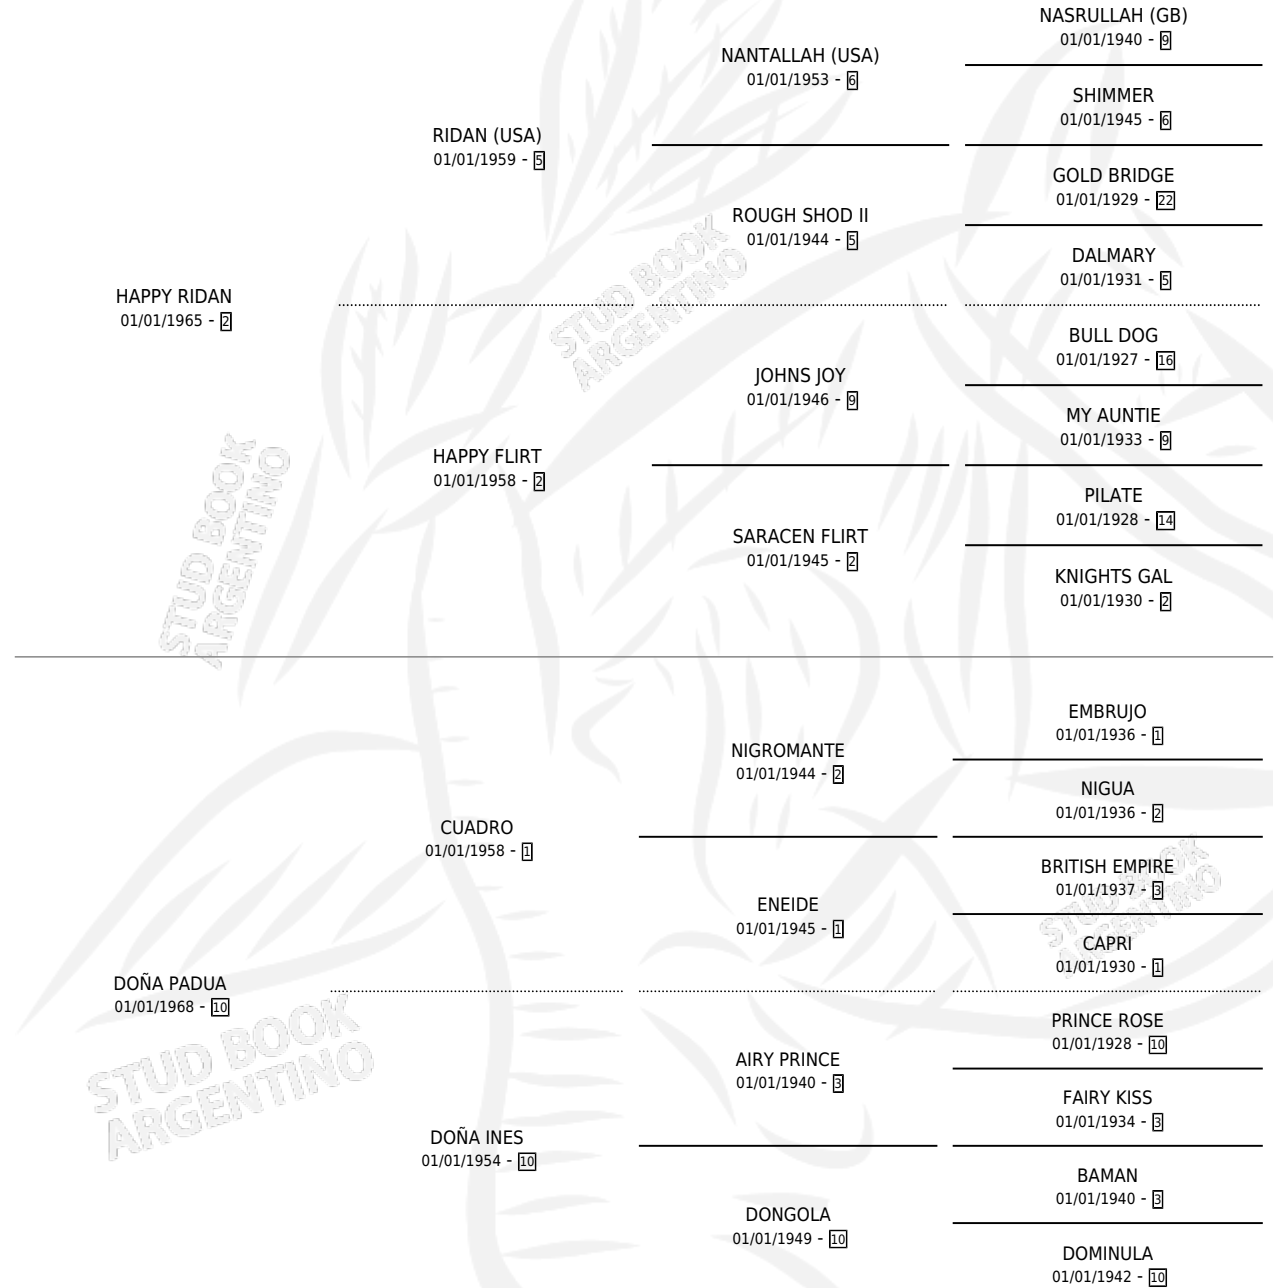 NASRULLAH (GB)
01/01/1940 - 9
NANTALLAH (USA)
01/01/1953 - 6
SHIMMER
01/01/1945 - 6
RIDAN (USA)
01/01/1959 - 5
GOLD BRIDGE
01/01/1929 - 22
ROUGH SHOD II
01/01/1944 - 5
DALMARY
01/01/1931 - 5
HAPPY RIDAN
01/01/1965 - 2
BULL DOG
01/01/1927 - 16
JOHNS JOY
01/01/1946 - 9
MY AUNTIE
01/01/1933 - 9
HAPPY FLIRT
01/01/1958 - 2
PILATE
01/01/1928 - 14
SARACEN FLIRT
01/01/1945 - 2
KNIGHTS GAL
01/01/1930 - 2
EMBRUJO
01/01/1936 - 1
NIGROMANTE
01/01/1944 - 2
NIGUA
01/01/1936 - 2
CUADRO
01/01/1958 - 1
BRITISH EMPIRE
01/01/1937 - 3
ENEIDE
01/01/1945 - 1
CAPRI
01/01/1930 - 1
DOÑA PADUA
01/01/1968 - 10
PRINCE ROSE
01/01/1928 - 10
AIRY PRINCE
01/01/1940 - 3
FAIRY KISS
01/01/1934 - 3
DOÑA INES
01/01/1954 - 10
BAMAN
01/01/1940 - 3
DONGOLA
01/01/1949 - 10
DOMINULA
01/01/1942 - 10
STUD BOOK
ARGENTINO
STUD BOOK
ARGENTINO
STUD BOOK
ARGENTINO
STUD BOOK
ARGENTINO